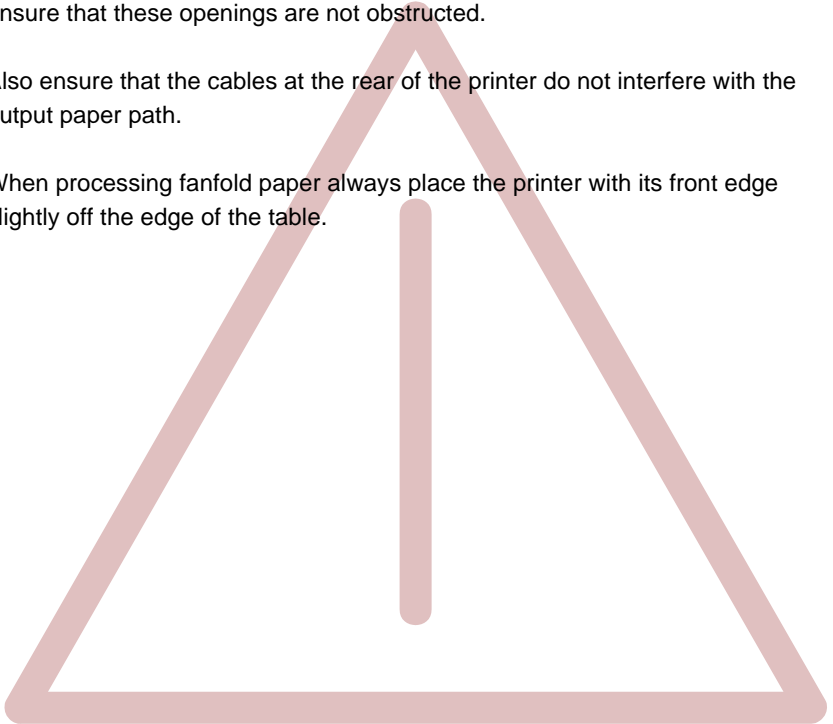 nsure that these openings are not obstructed.
lso ensure that the cables at the rear of the printer do not interfere with the
utput paper path.
When processing fanfold paper always place the printer with its front edge
lightly off the edge of the table.